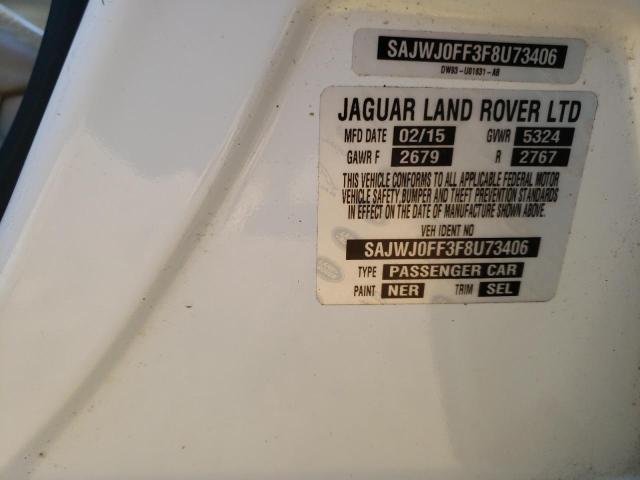 SAJWJ0FF3F8U73406
DW93-U01631-AB
JAGUAR LAND ROVER LTD
MFD DATE 02/15 GVWR 5324
GAWR F 2679 R 2767
THIS VEHICLE CONFORMS TO ALL APPLICABLE FEDERAL MOTOR
VEHICLE SAFETY, BUMPER AND THEFT PREVENTION STANDARDS
IN EFFECT ON THE DATE OF MANUFACTURE SHOWN ABOVE.
VEH IDENT NO
SAJWJ0FF3F8U73406
TYPE PASSENGER CAR
PAINT NER TRIM SEL